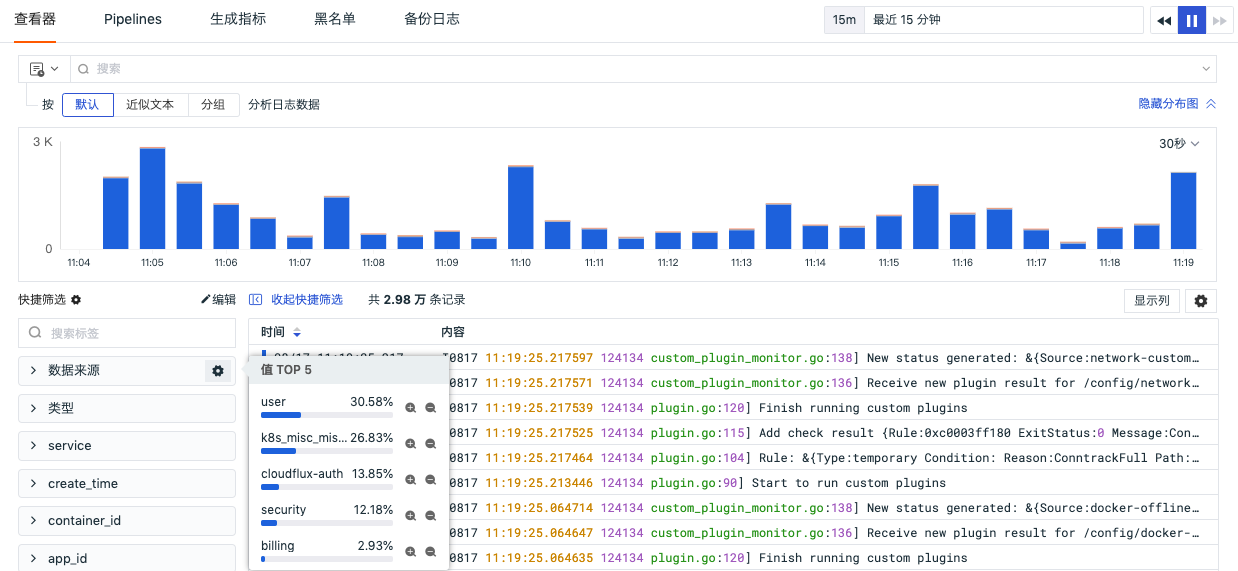 查看器 Pipelines 生成指标 黑名单 备份日志 15m 最近 15 分钟
搜索
按 默认 近似文本 分组 分析日志数据 隐藏分布图
3 K 30秒
0
11:04 11:05 11:06 11:07 11:08 11:09 11:10 11:11 11:12 11:13 11:14 11:15 11:16 11:17 11:18 11:19
快捷筛选 编辑 收起快捷筛选 共 2.98 万 条记录 显示列
搜索标签
数据来源
类型
service
create_time
container_id
app_id
时间 内容
值 TOP 5
user 30.58%
k8s_misc_mis... 26.83%
cloudflux-auth 13.85%
security 12.18%
billing 2.93%
0817 11:19:25.217597 124134 custom_plugin_monitor.go:138] New status generated: &{Source:network-custom…
0817 11:19:25.217571 124134 custom_plugin_monitor.go:136] Receive new plugin result for /config/network…
0817 11:19:25.217539 124134 plugin.go:120] Finish running custom plugins
0817 11:19:25.217525 124134 plugin.go:115] Add check result {Rule:0xc0003ff180 ExitStatus:0 Message:Con…
0817 11:19:25.217464 124134 plugin.go:104] Rule: &{Type:temporary Condition: Reason:ConntrackFull Path:…
0817 11:19:25.213446 124134 plugin.go:90] Start to run custom plugins
0817 11:19:25.064714 124134 custom_plugin_monitor.go:138] New status generated: &{Source:docker-offline…
0817 11:19:25.064647 124134 custom_plugin_monitor.go:136] Receive new plugin result for /config/docker-…
0817 11:19:25.064635 124134 plugin.go:120] Finish running custom plugins